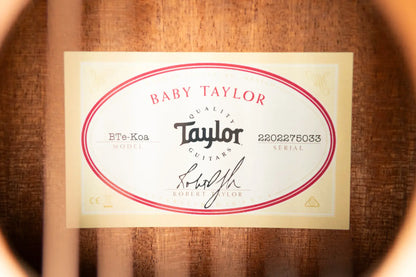 BABY TAYLOR
QUALITY
BTe-Koa Taylor 2202275033
MODEL GUITARS SERIAL
ROBERT TAYLOR